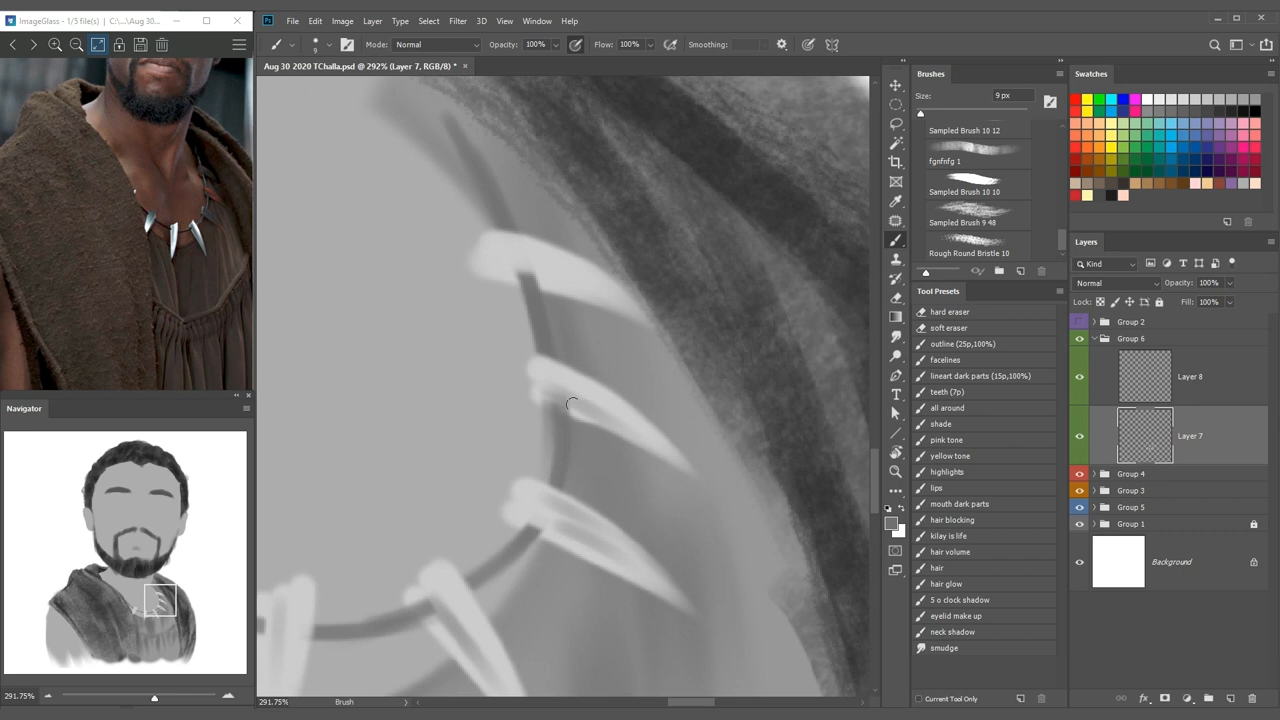 ImageGlass - 1/5 file(s) | C:\...\Aug 30...
File Edit Image Layer Type Select Filter 3D View Window Help
9
Mode: Normal
Opacity: 100%
Flow: 100%
Smoothing:
Aug 30 2020 TChalla.psd @ 292% (Layer 7, RGB/8) *
Brushes
Size:
9 px
Sampled Brush 10 12
fgnfnfg 1
Sampled Brush 10 10
Sampled Brush 9 48
Rough Round Bristle 10
Tool Presets
hard eraser
soft eraser
outline (25p,100%)
facelines
lineart dark parts (15p,100%)
teeth (7p)
all around
shade
pink tone
yellow tone
highlights
lips
mouth dark parts
hair blocking
kilay is life
hair volume
hair
hair glow
5 o clock shadow
eyelid make up
neck shadow
smudge
Current Tool Only
Swatches
Layers
Kind
Normal
Opacity: 100%
Lock:
Fill: 100%
Group 2
Group 6
Layer 8
Layer 7
Group 4
Group 3
Group 5
Group 1
Background
Navigator
291.75%
291.75%
Brush